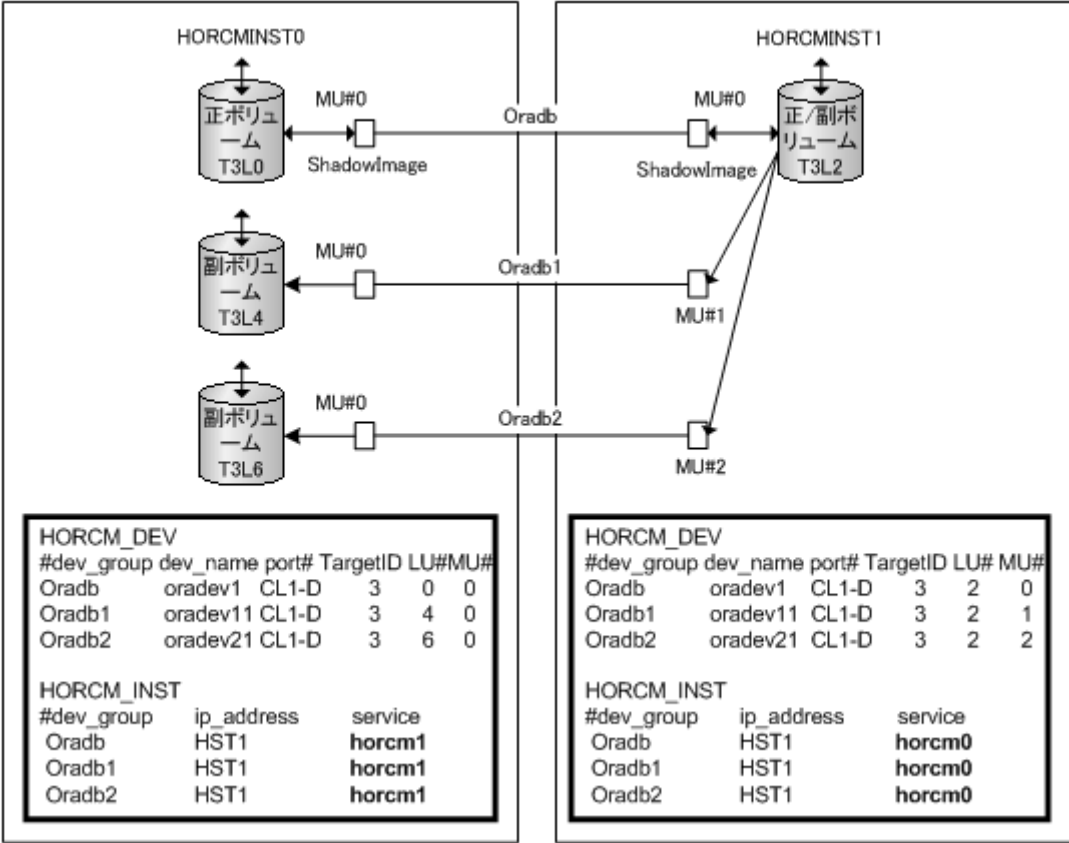 HORCMINST0
正ボリュ
ーム
T3L0
MU#0
ShadowImage
Oradb
副ボリュ
ーム
T3L4
MU#0
Oradb1
副ボリュ
ーム
T3L6
MU#0
Oradb2
HORCM_DEV
#dev_group dev_name port# TargetID LU#MU#
Oradb oradev1 CL1-D 3 0 0
Oradb1 oradev11 CL1-D 3 4 0
Oradb2 oradev21 CL1-D 3 6 0
HORCM_INST
#dev_group ip_address service
Oradb HST1 horcm1
Oradb1 HST1 horcm1
Oradb2 HST1 horcm1
HORCMINST1
MU#0
ShadowImage
正/副ボ
リューム
T3L2
MU#1
MU#2
HORCM_DEV
#dev_group dev_name port# TargetID LU# MU#
Oradb oradev1 CL1-D 3 2 0
Oradb1 oradev11 CL1-D 3 2 1
Oradb2 oradev21 CL1-D 3 2 2
HORCM_INST
#dev_group ip_address service
Oradb HST1 horcm0
Oradb1 HST1 horcm0
Oradb2 HST1 horcm0